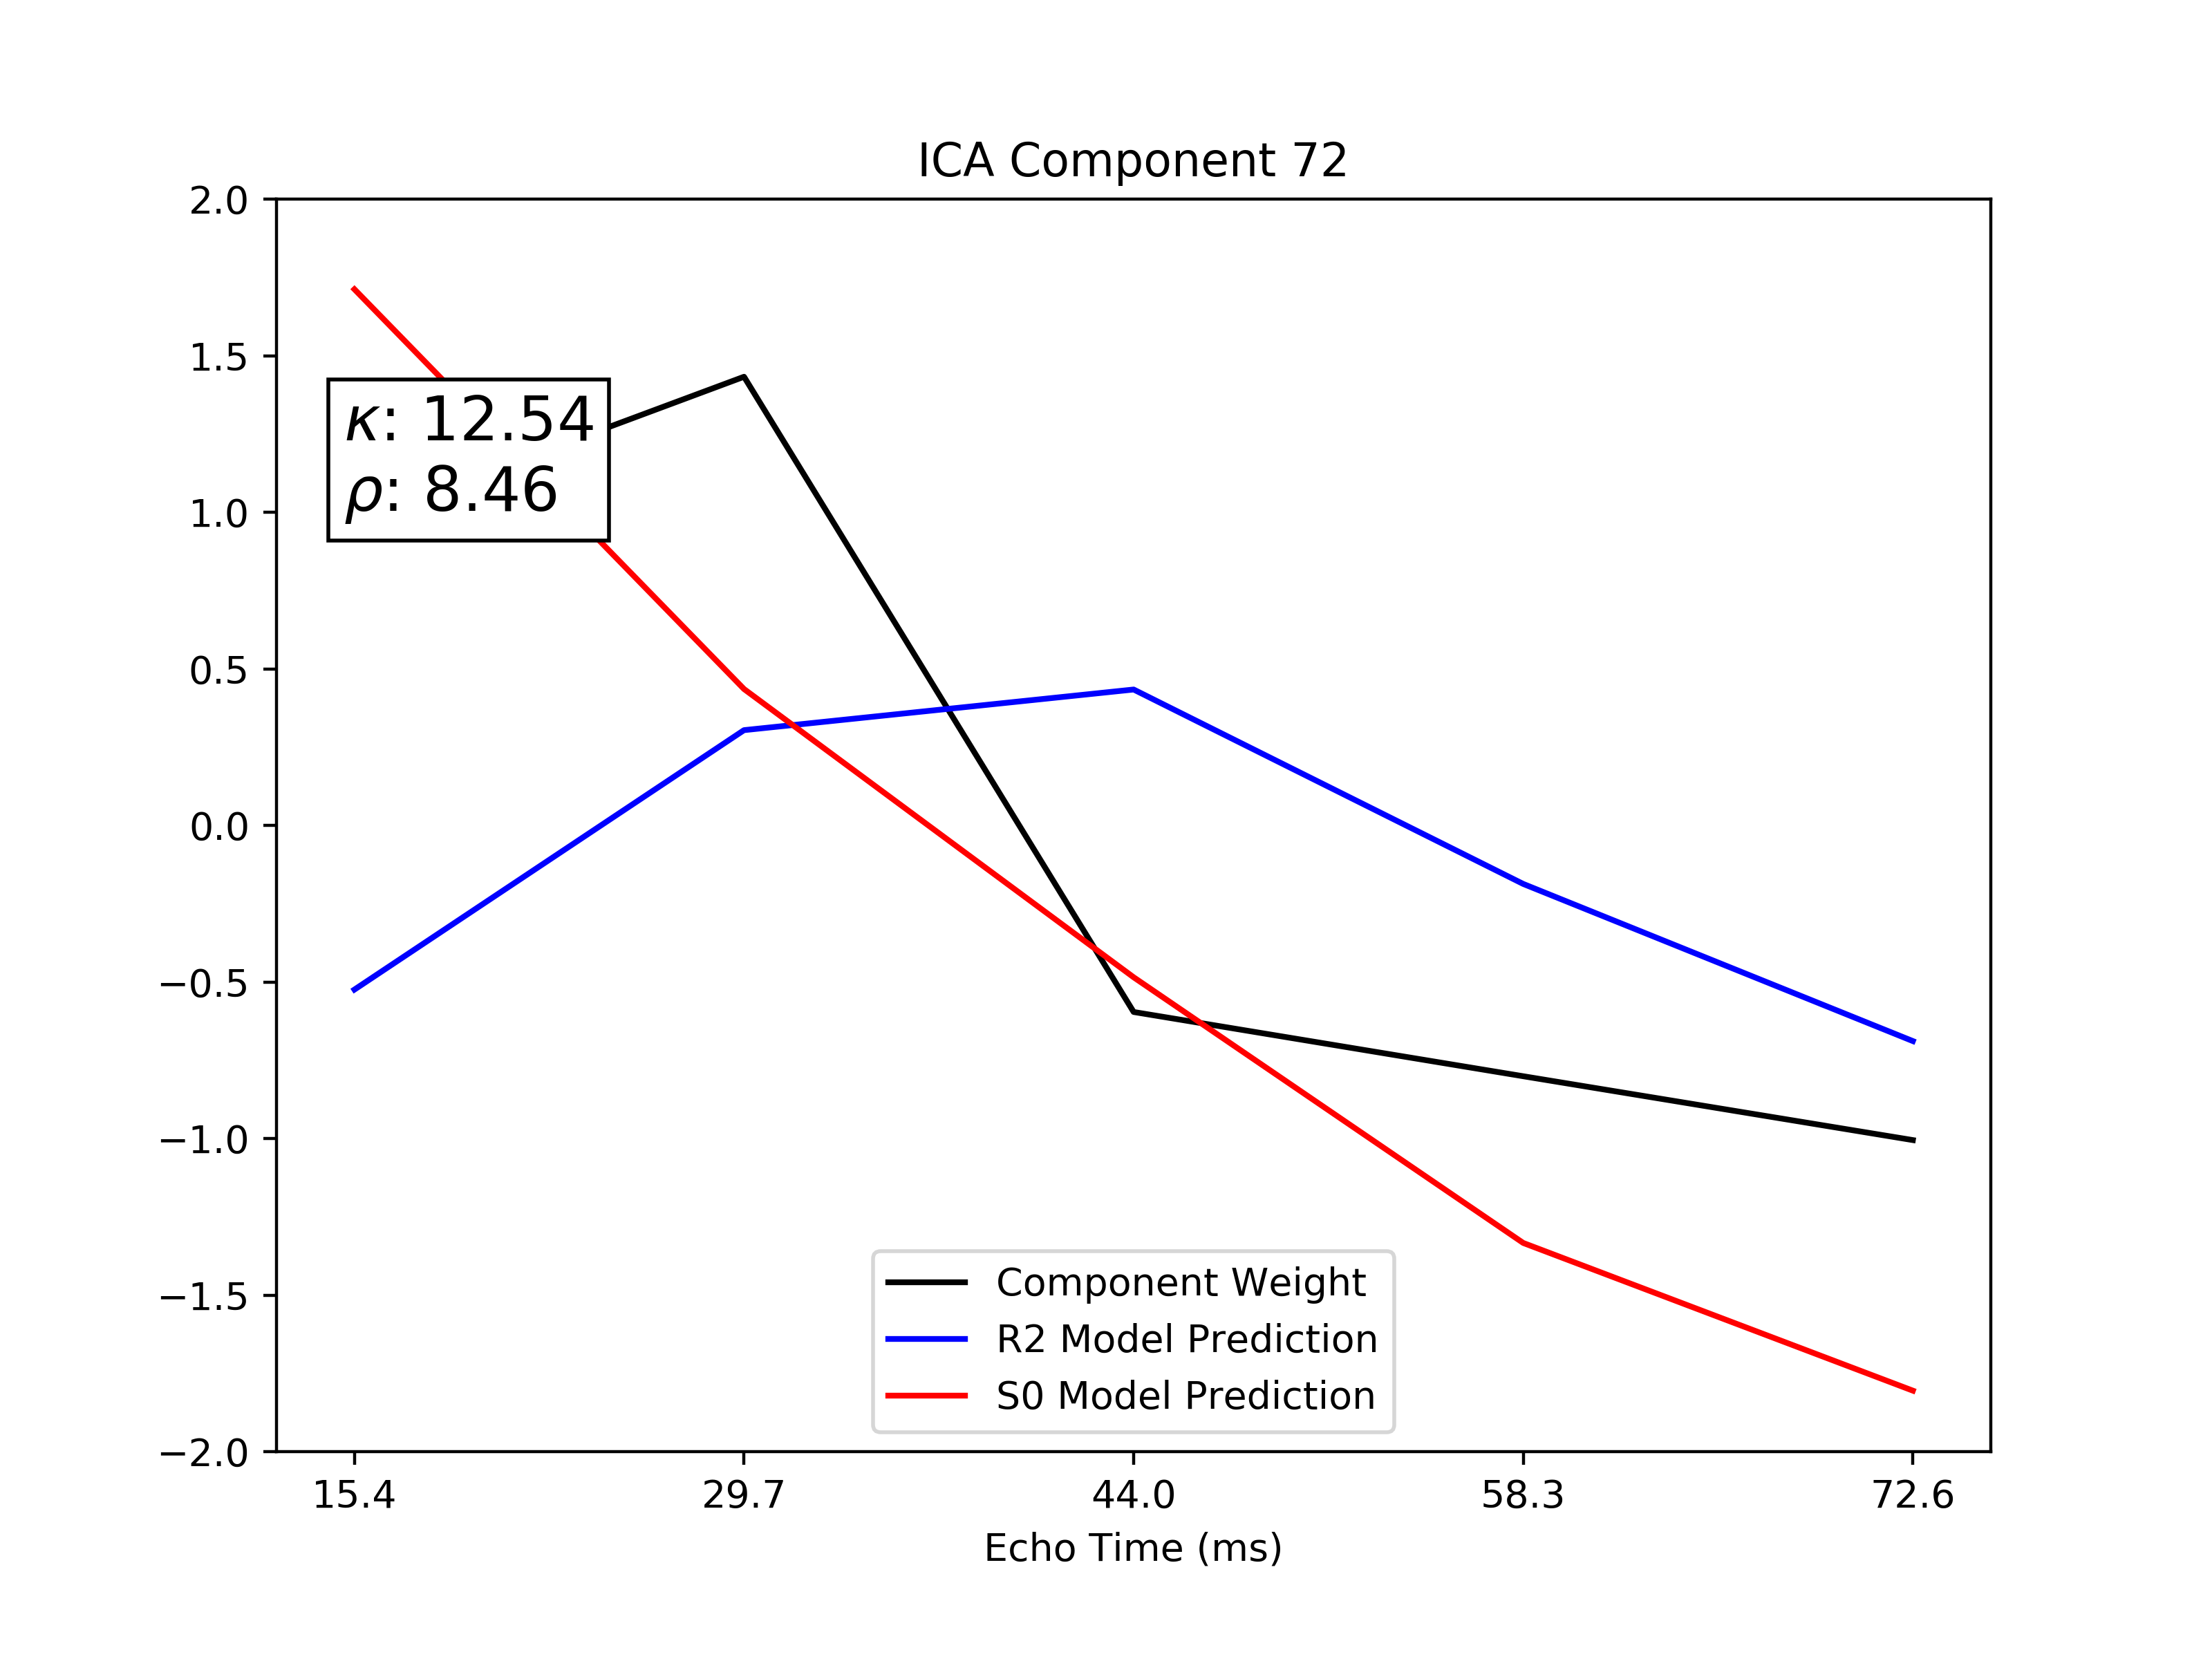 ICA Component 72
2.0
1.5
1.0
0.5
0.0
−0.5
−1.0
−1.5
−2.0
κ: 12.54
ρ: 8.46
Component Weight
R2 Model Prediction
S0 Model Prediction
15.4 29.7 44.0 58.3 72.6
Echo Time (ms)